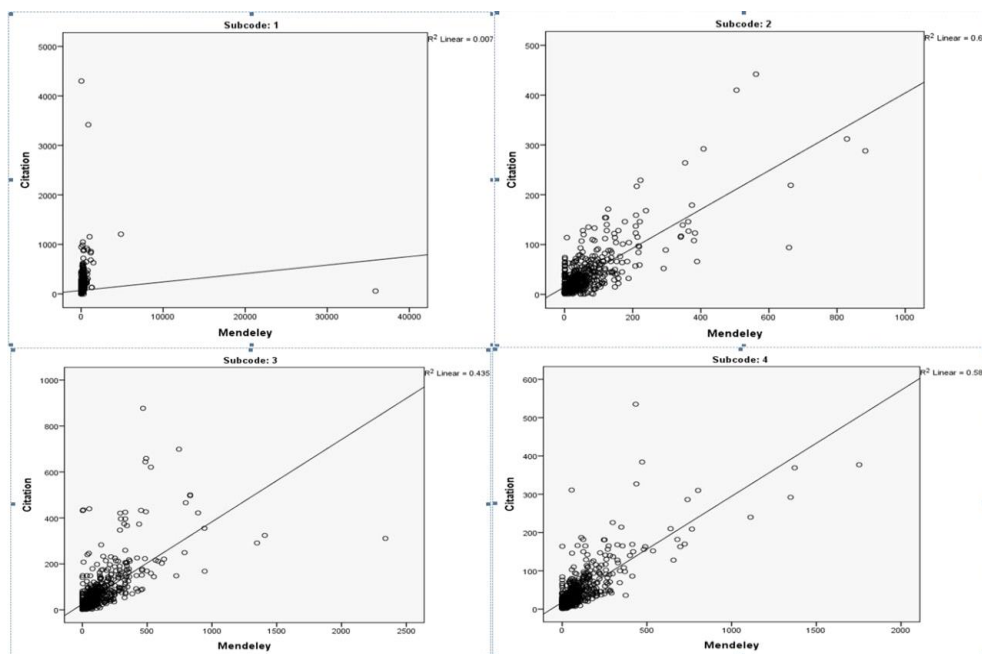 Subcode: 1
R² Linear = 0.007
5000
4000
3000
2000
1000
0
Citation
0 10000 20000 30000 40000
Mendeley
Subcode: 2
R² Linear = 0.6
500
400
300
200
100
0
Citation
0 200 400 600 800 1000
Mendeley
Subcode: 3
R² Linear = 0.435
1000
800
600
400
200
0
Citation
0 500 1000 1500 2000 2500
Mendeley
Subcode: 4
R² Linear = 0.58
600
500
400
300
200
100
0
Citation
0 500 1000 1500 2000
Mendeley